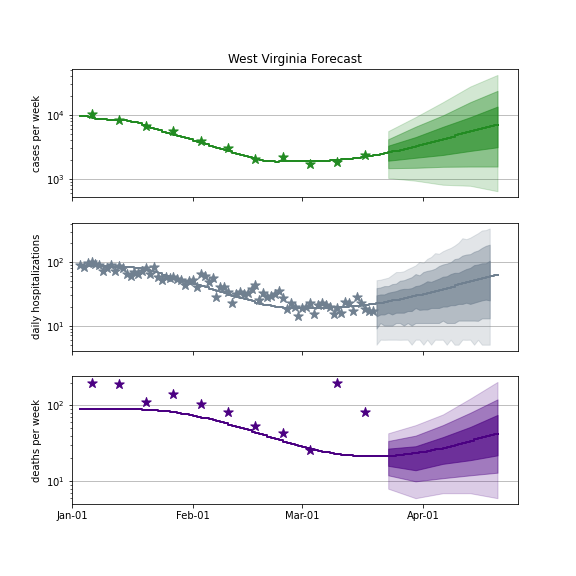 West Virginia Forecast
cases per week
10⁴
10³
daily hospitalizations
10²
10¹
deaths per week
10²
10¹
Jan-01 Feb-01 Mar-01 Apr-01